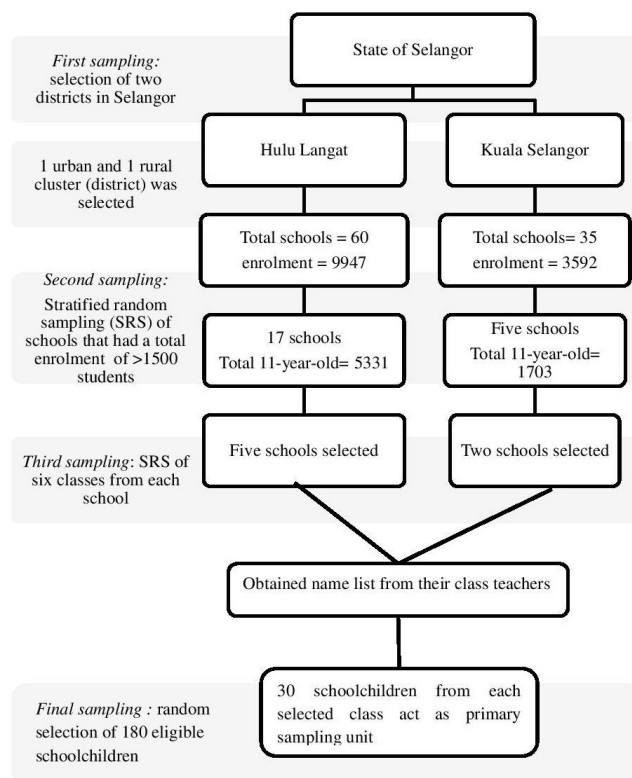 State of Selangor
First sampling:
selection of two
districts in Selangor
Hulu Langat
Kuala Selangor
1 urban and 1 rural
cluster (district) was
selected
Total schools = 60
enrolment = 9947
Total schools= 35
enrolment = 3592
Second sampling:
Stratified random
sampling (SRS) of
schools that had a total
enrolment of >1500
students
17 schools
Total 11-year-old= 5331
Five schools
Total 11-year-old=
1703
Third sampling: SRS of
six classes from each
school
Five schools selected
Two schools selected
Obtained name list from their class teachers
Final sampling : random
selection of 180 eligible
schoolchildren
30 schoolchildren from each
selected class act as primary
sampling unit